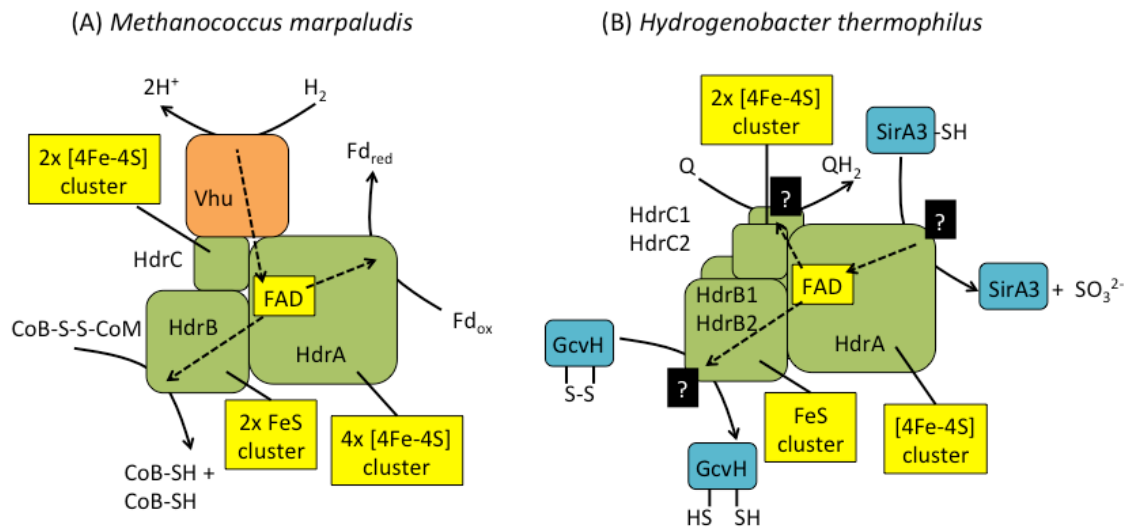 (A) Methanococcus marpaludis
2H⁺
H₂
2x [4Fe-4S]
cluster
Vhu
Fd_red
HdrC
FAD
CoB-S-S-CoM
HdrB
Fd_ox
HdrA
2x FeS
cluster
4x [4Fe-4S]
cluster
CoB-SH +
CoB-SH
(B) Hydrogenobacter thermophilus
2x [4Fe-4S]
cluster
SirA3
-SH
Q
QH₂
?
HdrC1
HdrC2
?
FAD
SirA3 + SO₃²⁻
HdrB1
HdrB2
GcvH
HdrA
S-S
?
FeS
cluster
[4Fe-4S]
cluster
GcvH
HS SH